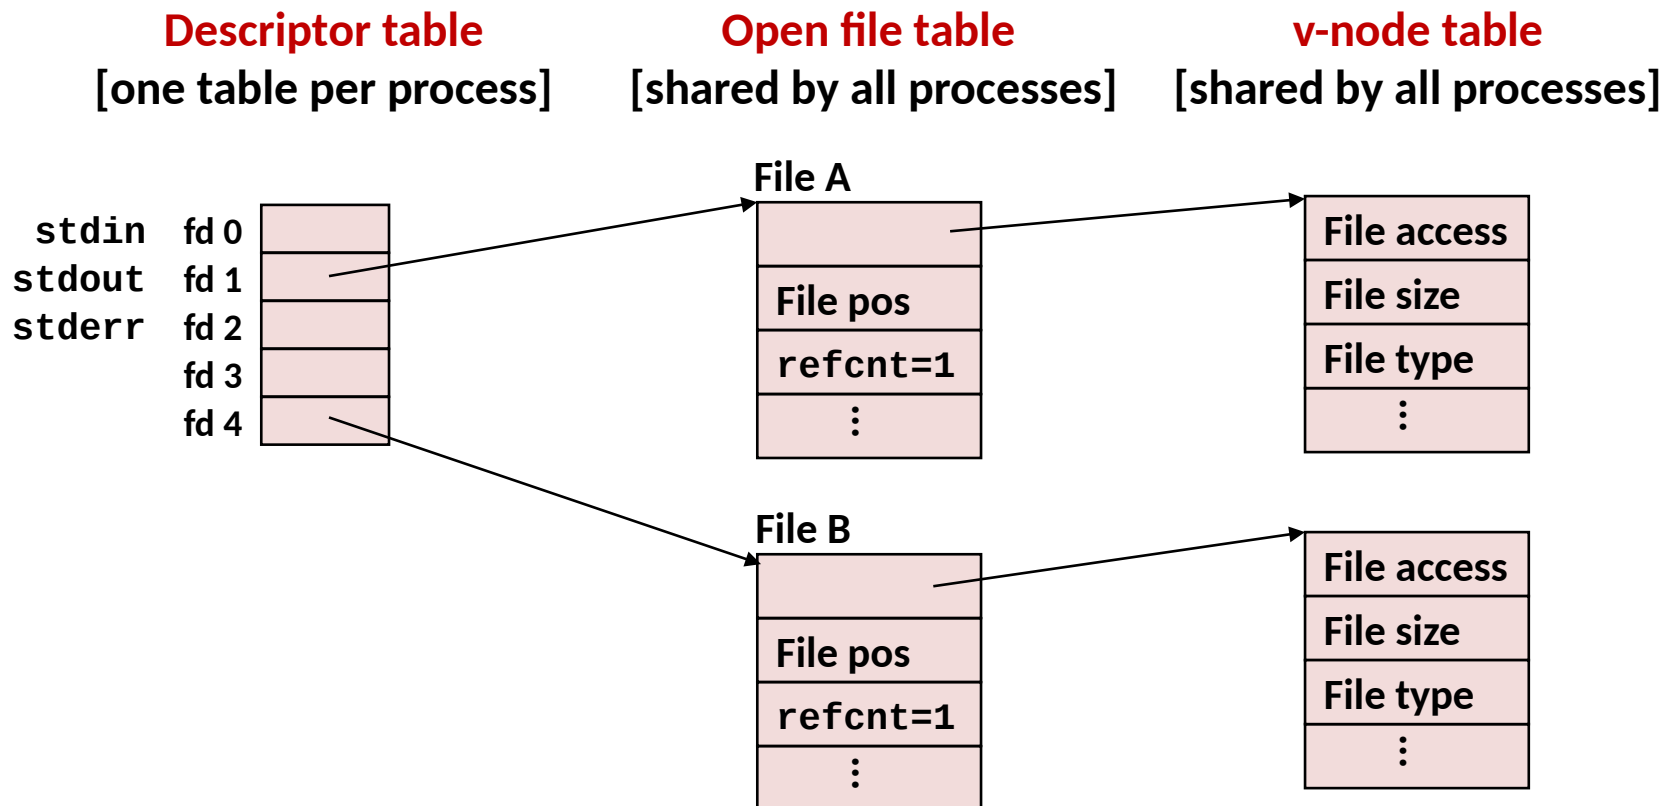 Descriptor table
[one table per process]
Open file table
[shared by all processes]
v-node table
[shared by all processes]
stdin fd 0
stdout fd 1
stderr fd 2
fd 3
fd 4
File A
File pos
refcnt=1
⋮
File access
File size
File type
⋮
File B
File pos
refcnt=1
⋮
File access
File size
File type
⋮